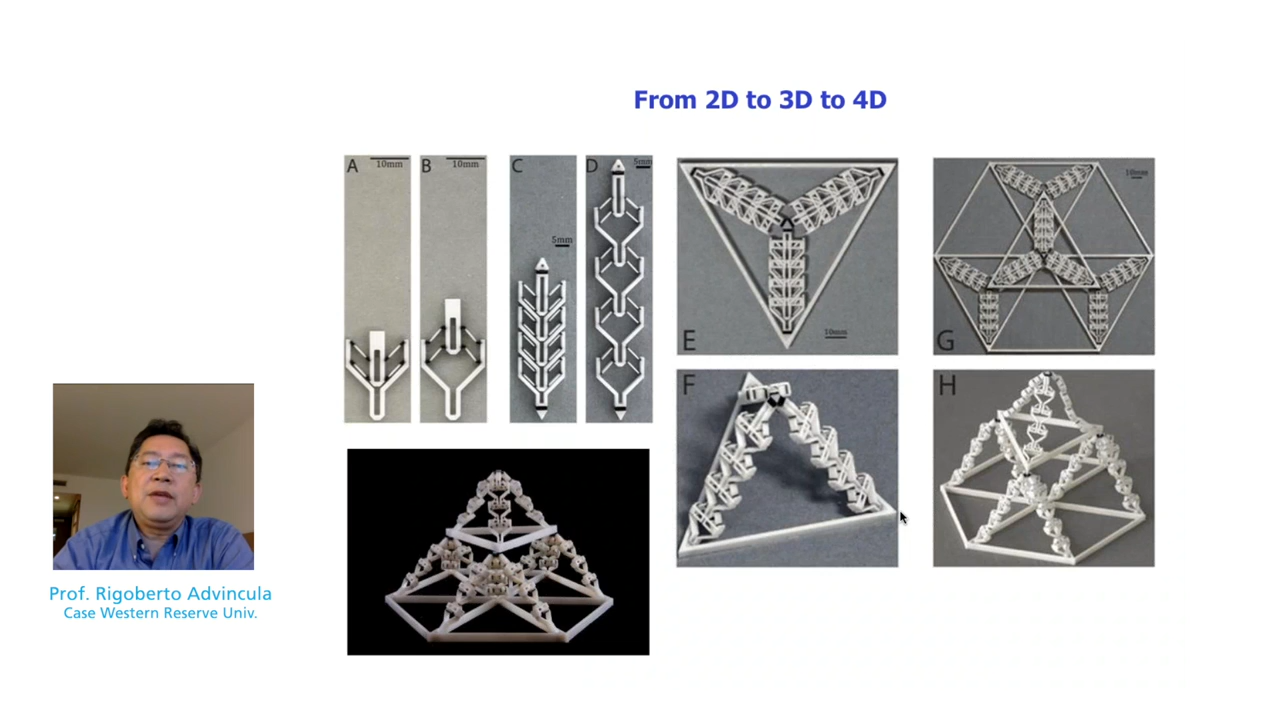 From 2D to 3D to 4D
A
10mm
B
10mm
C
5mm
D
5mm
E
10mm
G
10mm
F
H
Prof. Rigoberto Advincula
Case Western Reserve Univ.